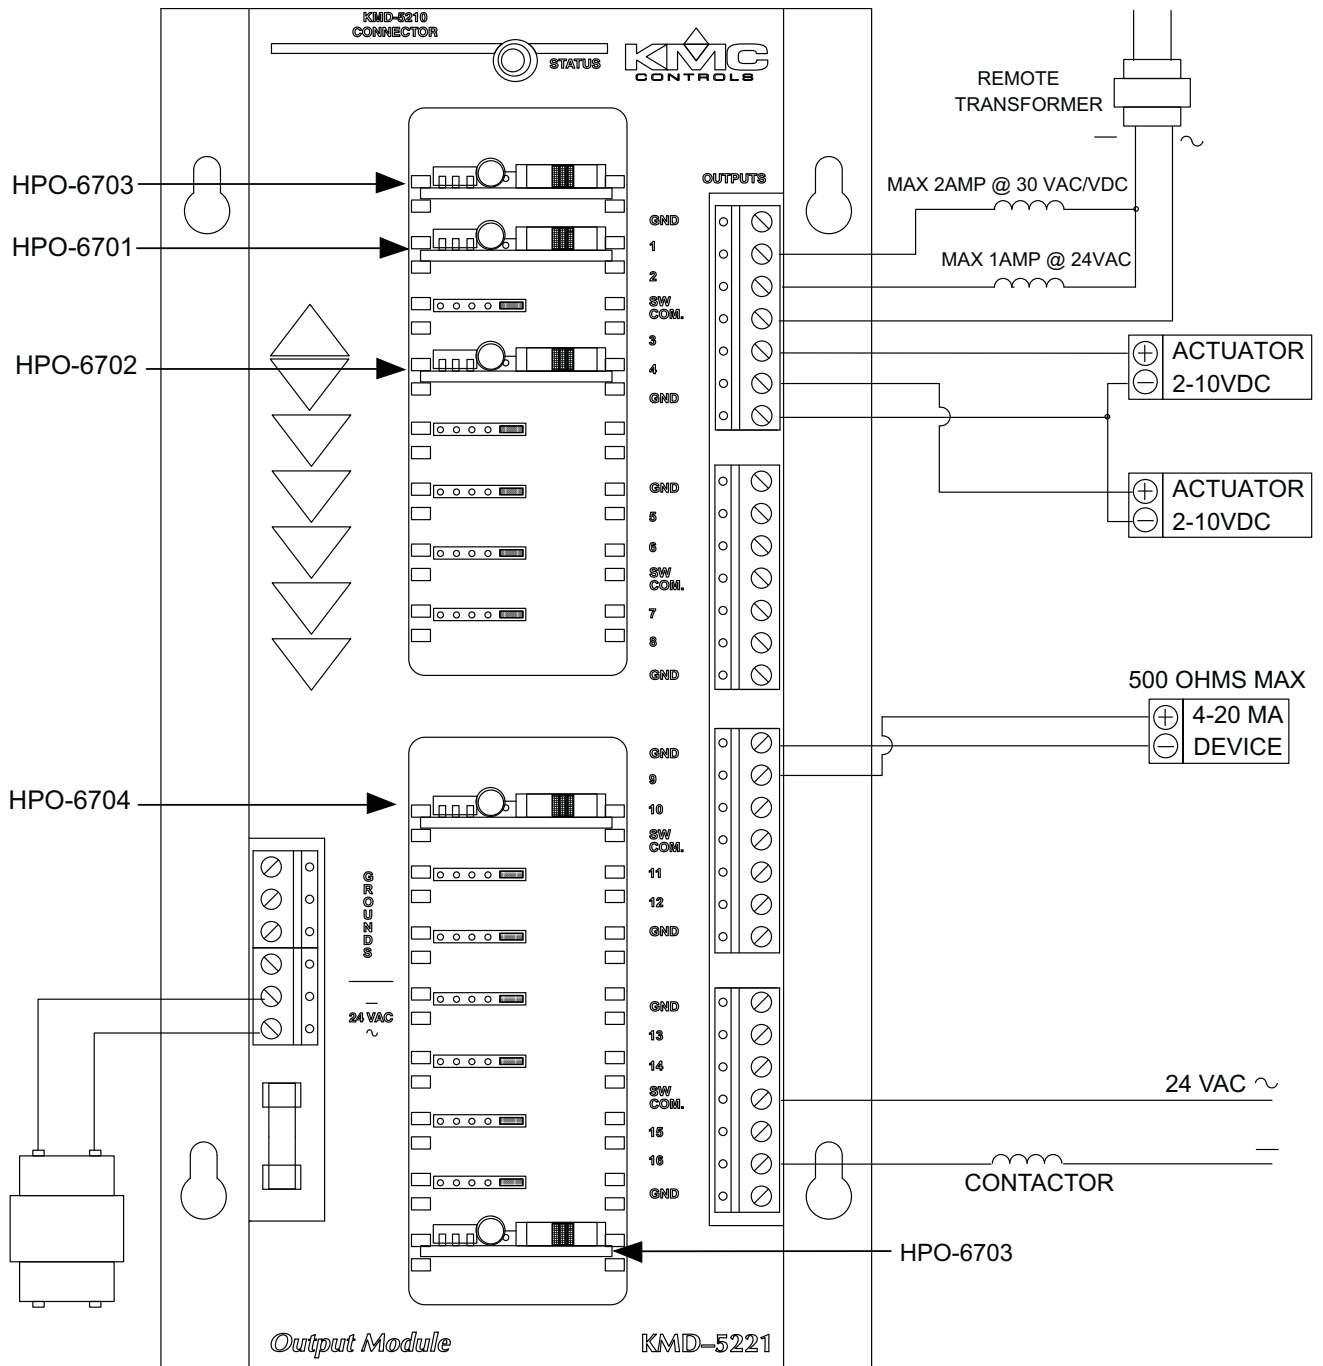 KMD-5210
CONNECTOR
STATUS
KMC
CONTROLS
REMOTE
TRANSFORMER
—
~
HPO-6703
HPO-6701
HPO-6702
HPO-6704
OUTPUTS
GND
1
2
SW
COM.
3
4
GND
GND
5
6
SW
COM.
7
8
GND
GND
9
10
SW
COM.
11
12
GND
GND
13
14
SW
COM.
15
16
GND
MAX 2AMP @ 30 VAC/VDC
MAX 1AMP @ 24VAC
+ ACTUATOR
− 2-10VDC
+ ACTUATOR
− 2-10VDC
500 OHMS MAX
+ 4-20 MA
− DEVICE
GROUNDS
—
24 VAC
~
24 VAC ~
—
CONTACTOR
HPO-6703
Output Module
KMD–5221